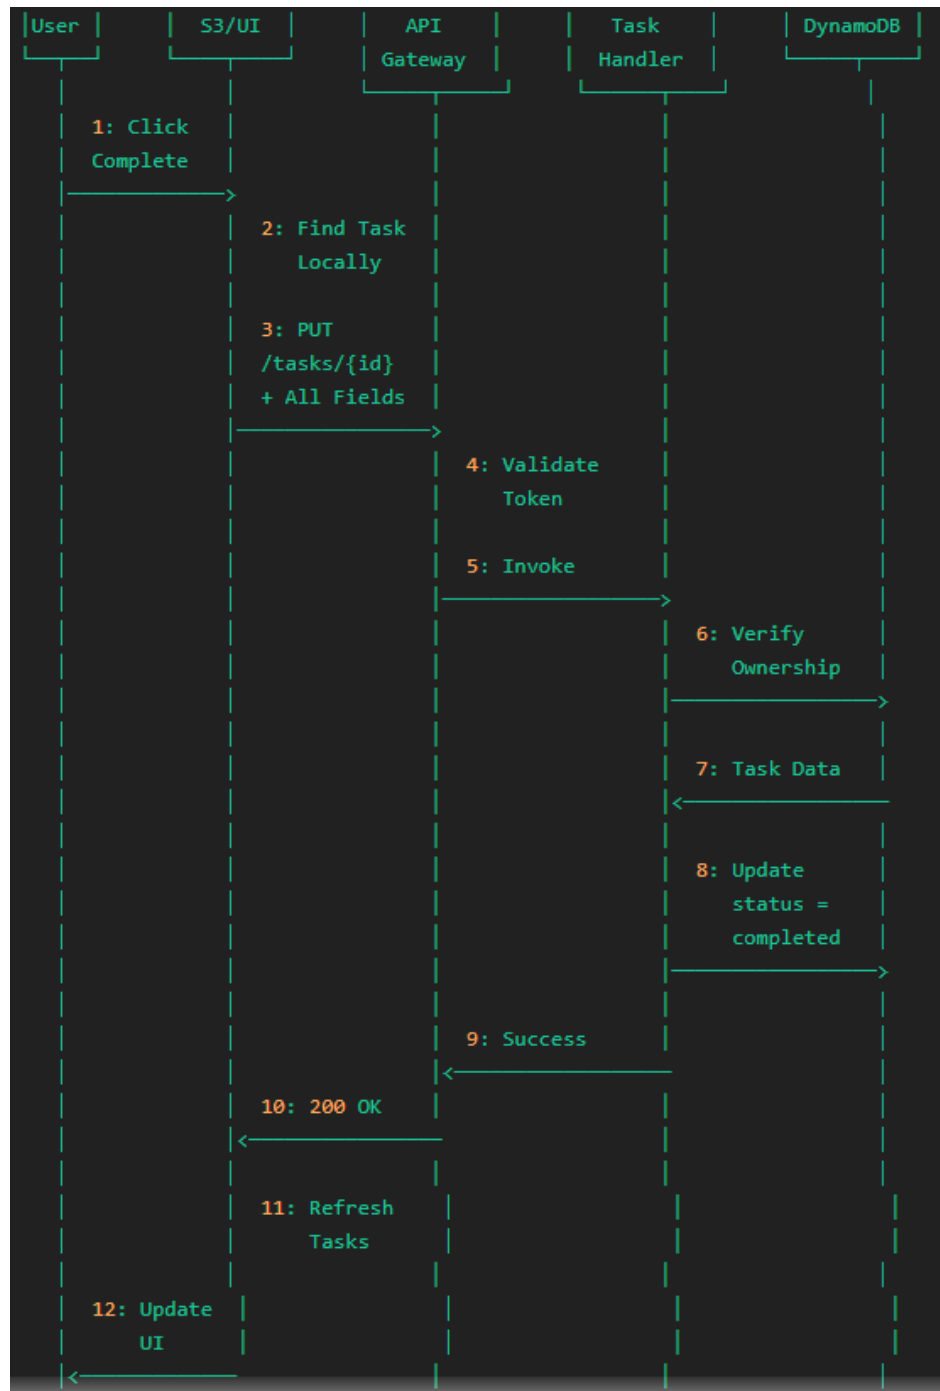 User S3/UI API Task DynamoDB
Gateway Handler
1: Click
Complete
2: Find Task
Locally
3: PUT
/tasks/{id}
+ All Fields
4: Validate
Token
5: Invoke
6: Verify
Ownership
7: Task Data
8: Update
status =
completed
9: Success
10: 200 OK
11: Refresh
Tasks
12: Update
UI